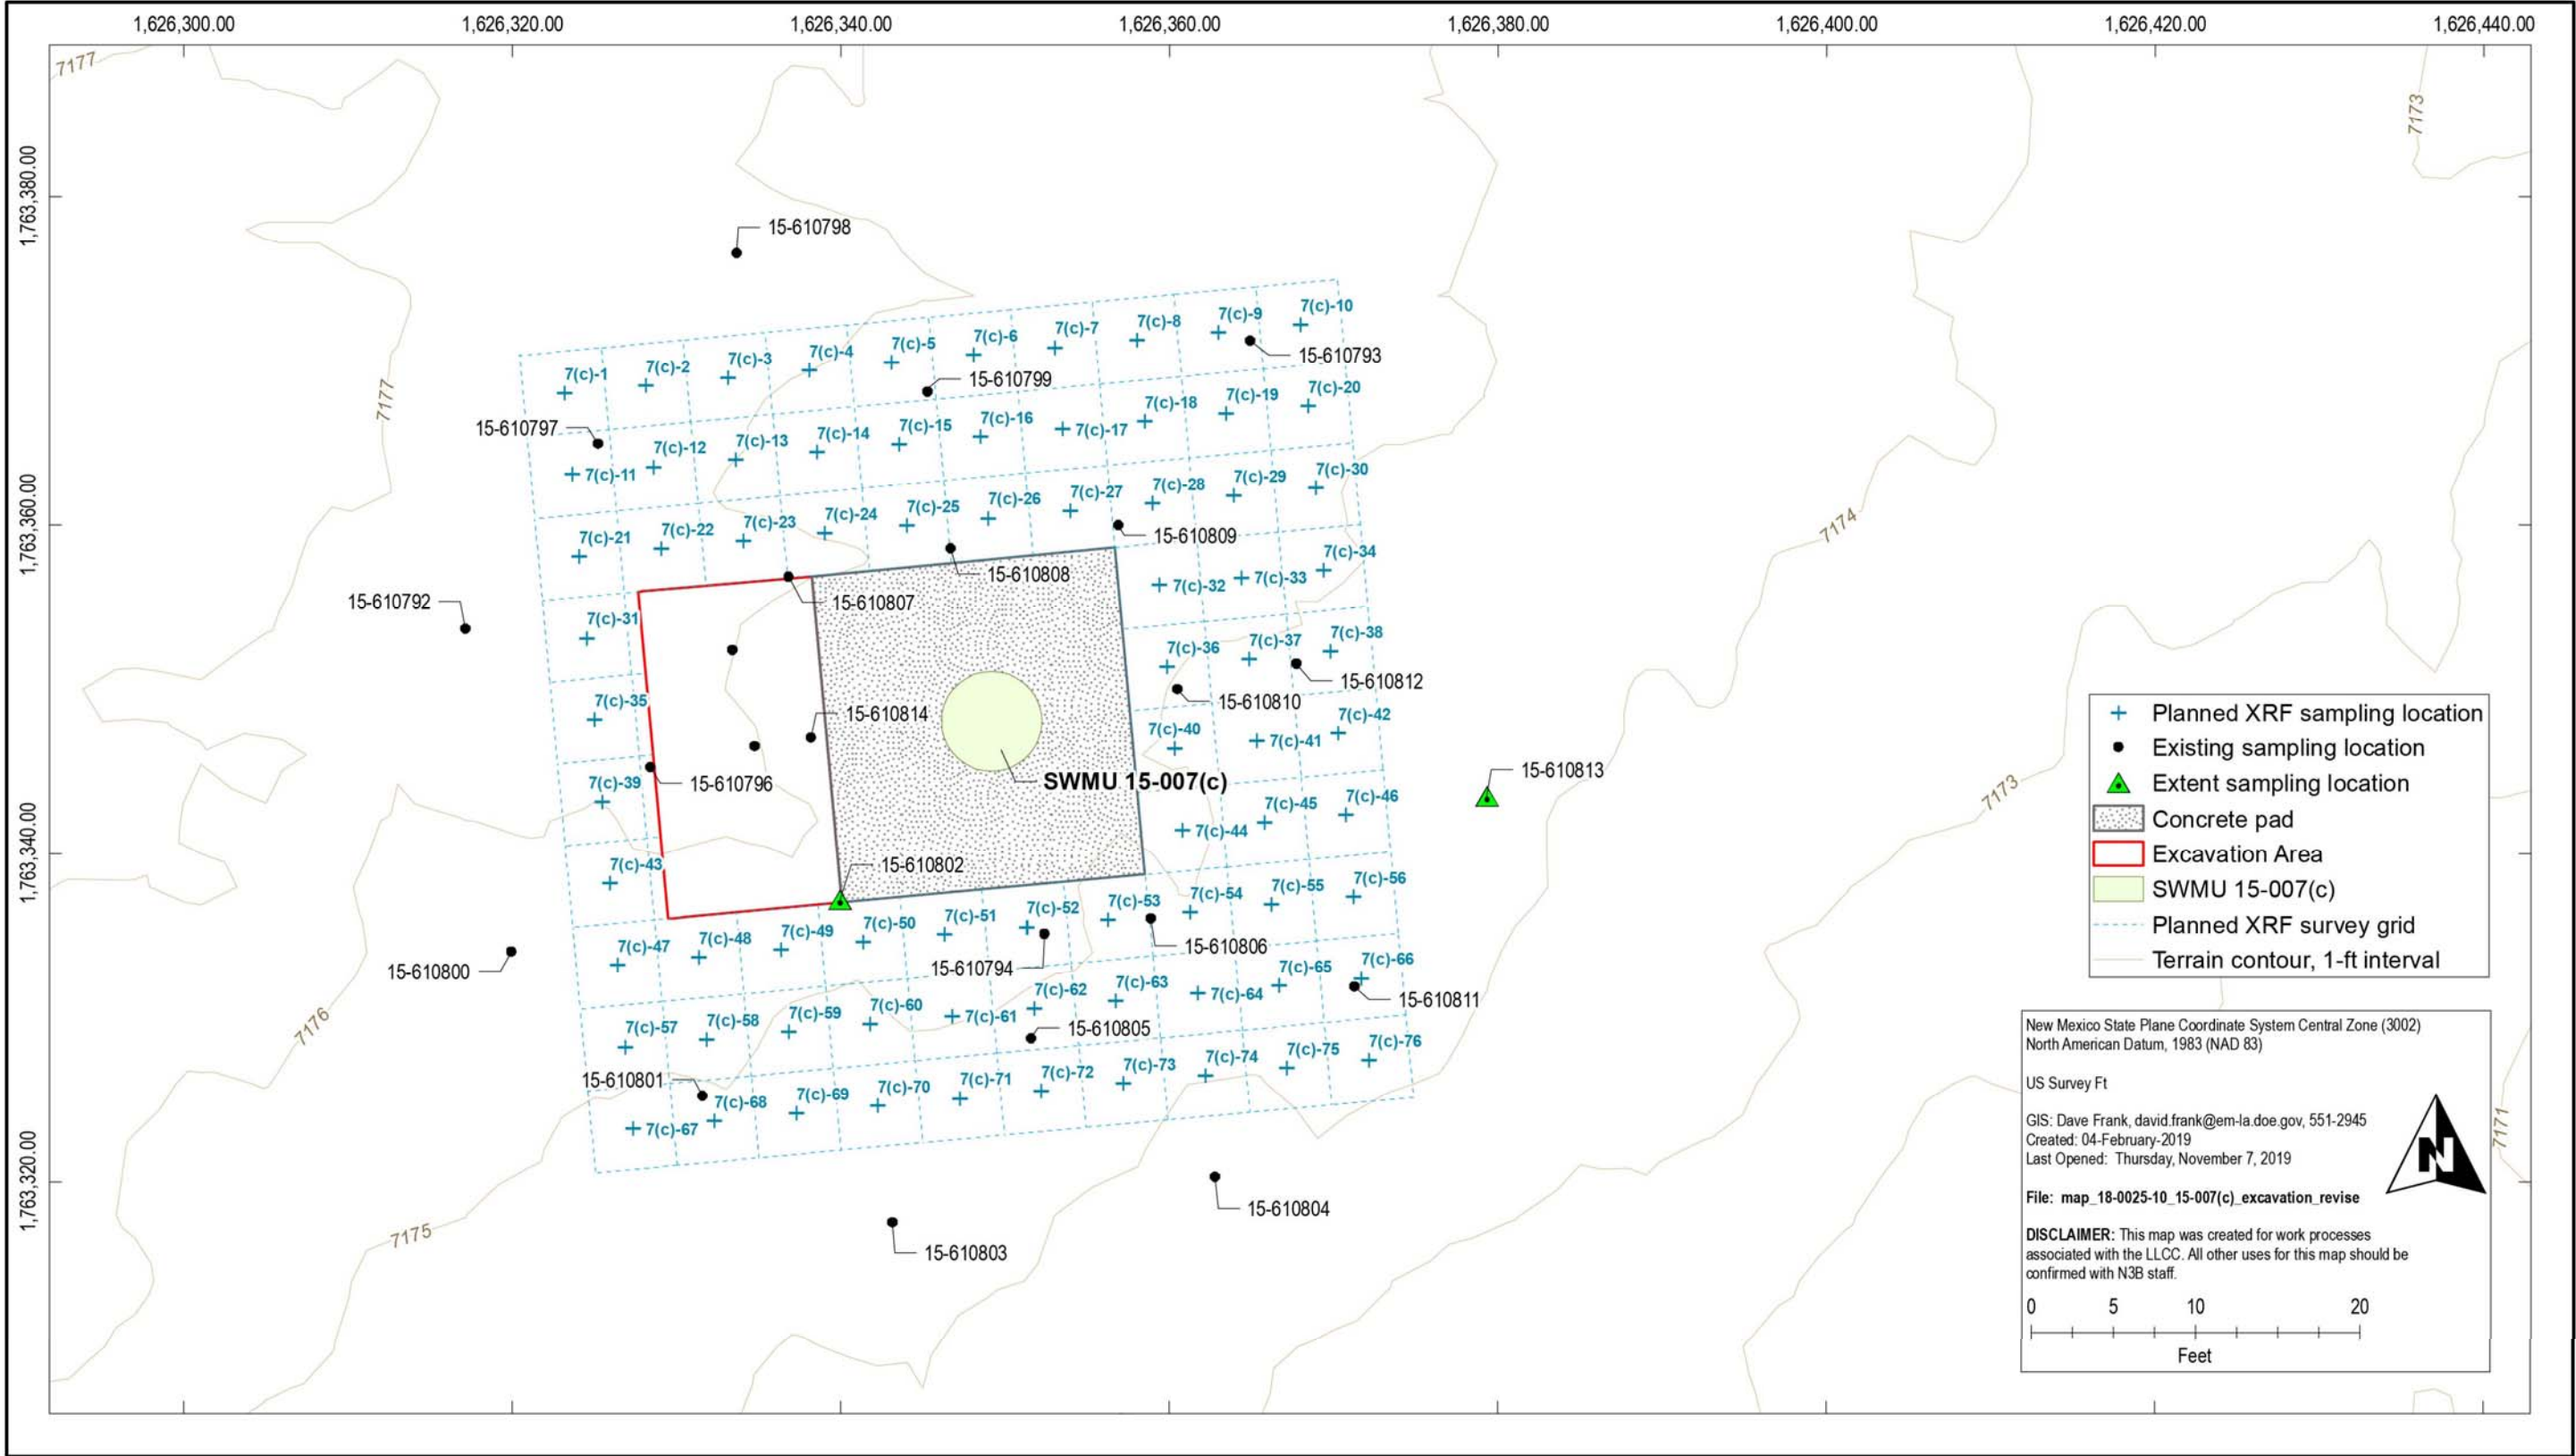 1,626,300.00 1,626,320.00 1,626,340.00 1,626,360.00 1,626,380.00 1,626,400.00 1,626,420.00 1,626,440.00
7177
7173
1,763,380.00
15-610798
7(c)-10
7(c)-9
7(c)-8
7(c)-7
7(c)-6
7(c)-5
7(c)-4
7(c)-3
7(c)-2
7(c)-1
15-610793
15-610799
7177
7(c)-20
7(c)-19
7(c)-18
7(c)-17
7(c)-16
7(c)-15
7(c)-14
7(c)-13
7(c)-12
7(c)-11
15-610797
1,763,360.00
7(c)-30
7(c)-29
7(c)-28
7(c)-27
7(c)-26
7(c)-25
7(c)-24
7(c)-23
7(c)-22
7(c)-21
7174
15-610809
15-610808
15-610807
15-610792
7(c)-34
7(c)-33
7(c)-32
7(c)-31
7(c)-38
7(c)-37
7(c)-36
7(c)-35
15-610812
15-610810
15-610814
7(c)-42
7(c)-41
7(c)-40
7(c)-39
15-610796
SWMU 15-007(c)
15-610813
7173
1,763,340.00
7(c)-46
7(c)-45
7(c)-44
7(c)-43
15-610802
7(c)-56
7(c)-55
7(c)-54
7(c)-53
7(c)-52
7(c)-51
7(c)-50
7(c)-49
7(c)-48
7(c)-47
15-610806
15-610794
15-610800
7176
7(c)-66
7(c)-65
7(c)-64
7(c)-63
7(c)-62
7(c)-61
7(c)-60
7(c)-59
7(c)-58
7(c)-57
15-610811
15-610805
15-610801
7(c)-76
7(c)-75
7(c)-74
7(c)-73
7(c)-72
7(c)-71
7(c)-70
7(c)-69
7(c)-68
7(c)-67
1,763,320.00
7175
7171
15-610804
15-610803
Planned XRF sampling location
Existing sampling location
Extent sampling location
Concrete pad
Excavation Area
SWMU 15-007(c)
Planned XRF survey grid
Terrain contour, 1-ft interval
New Mexico State Plane Coordinate System Central Zone (3002)
North American Datum, 1983 (NAD 83)
US Survey Ft
GIS: Dave Frank, david.frank@em-la.doe.gov, 551-2945
Created: 04-February-2019
Last Opened: Thursday, November 7, 2019
N
File: map_18-0025-10_15-007(c)_excavation_revise
DISCLAIMER: This map was created for work processes
associated with the LLCC. All other uses for this map should be
confirmed with N3B staff.
0 5 10 20
Feet